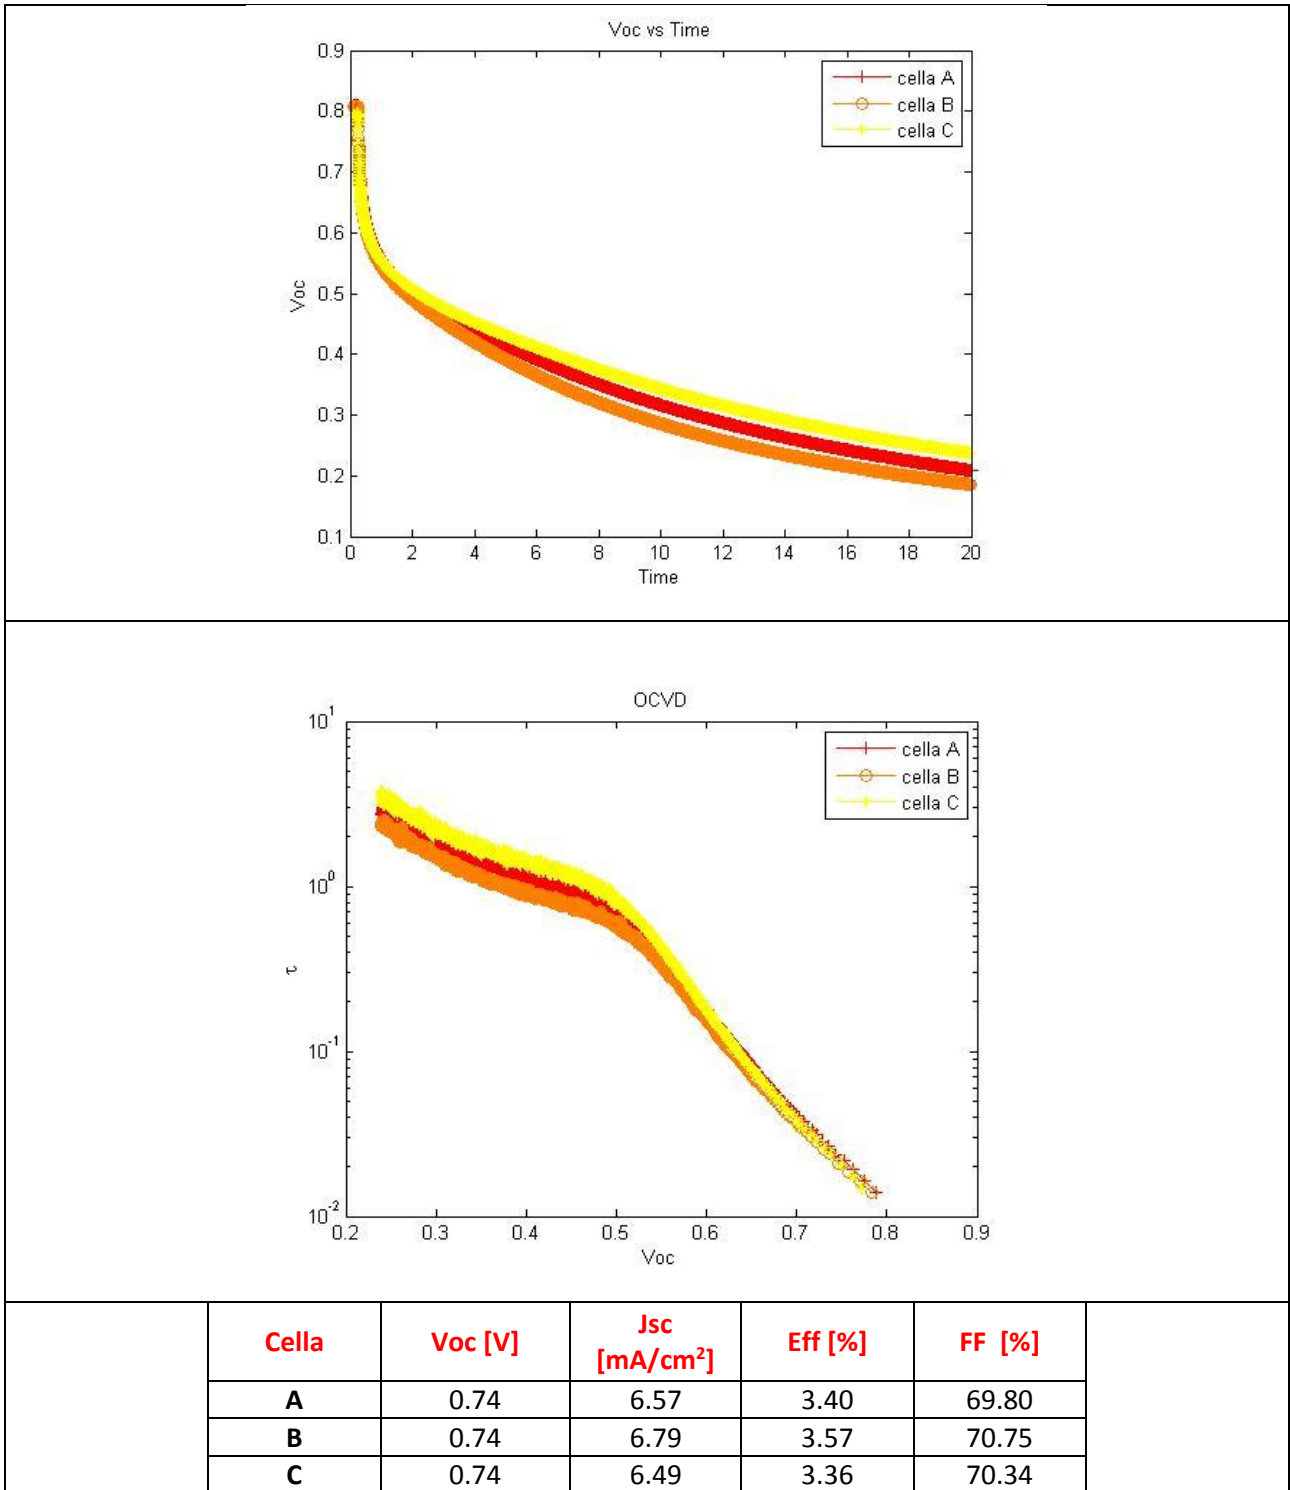 Voc vs Time
0.9
0.8
0.7
0.6
0.5
0.4
0.3
0.2
0.1
Voc
cella A
cella B
cella C
0 2 4 6 8 10 12 14 16 18 20
Time
OCVD
10^1
10^0
10^-1
10^-2
τ
cella A
cella B
cella C
0.2 0.3 0.4 0.5 0.6 0.7 0.8 0.9
Voc
Cella Voc [V] Jsc [mA/cm²] Eff [%] FF [%]
A 0.74 6.57 3.40 69.80
B 0.74 6.79 3.57 70.75
C 0.74 6.49 3.36 70.34